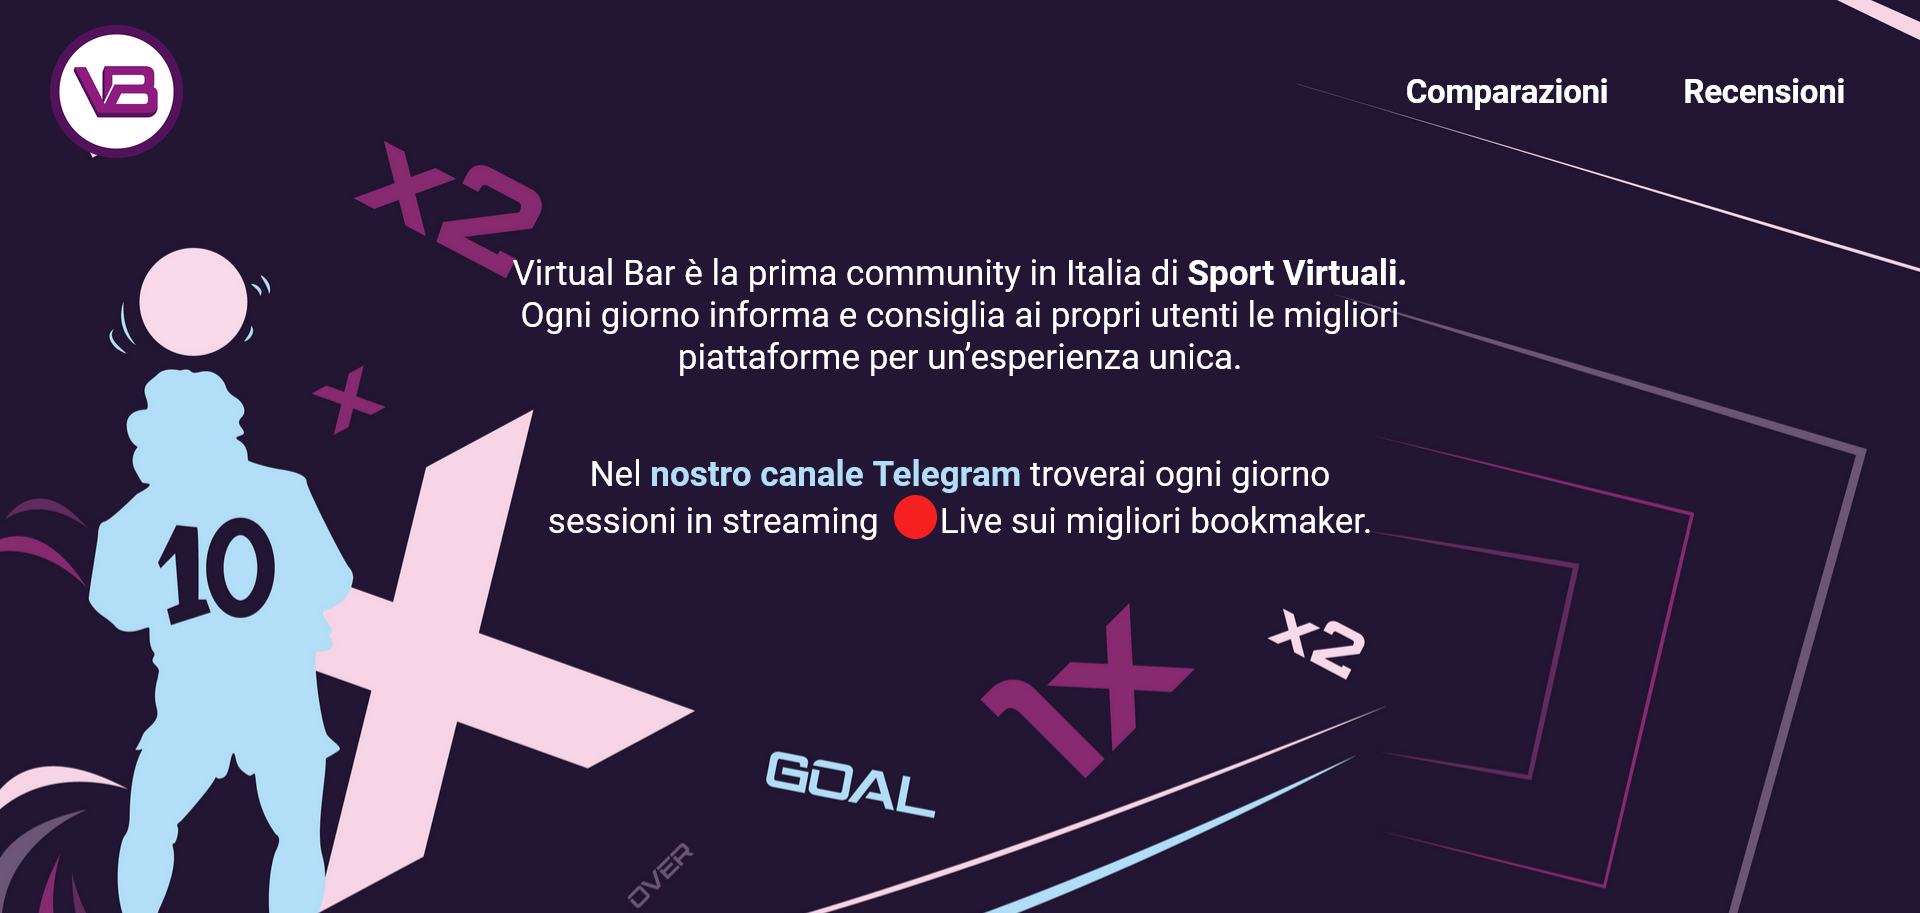 VB
Comparazioni
Recensioni
x2
Virtual Bar è la prima community in Italia di Sport Virtuali.
Ogni giorno informa e consiglia ai propri utenti le migliori
piattaforme per un’esperienza unica.
x
Nel nostro canale Telegram troverai ogni giorno
sessioni in streaming 🔴Live sui migliori bookmaker.
10
X
1X
x2
GOAL
OVER